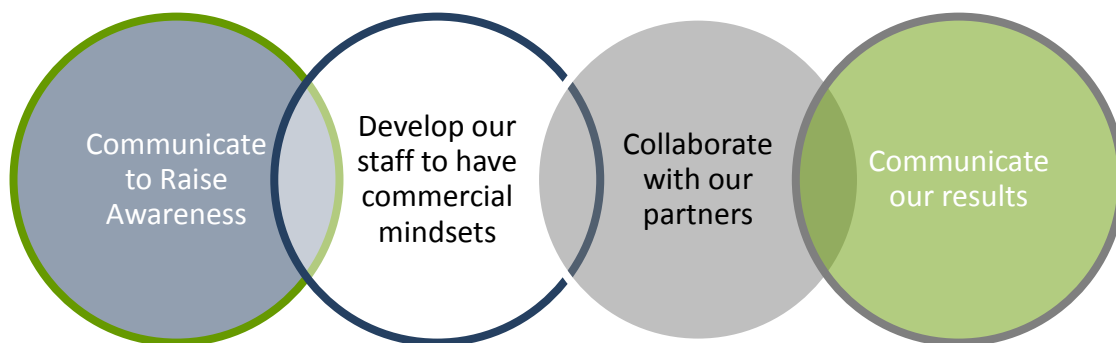 Communicate
to Raise
Awareness
Develop our
staff to have
commercial
mindsets
Collaborate
with our
partners
Communicate
our results